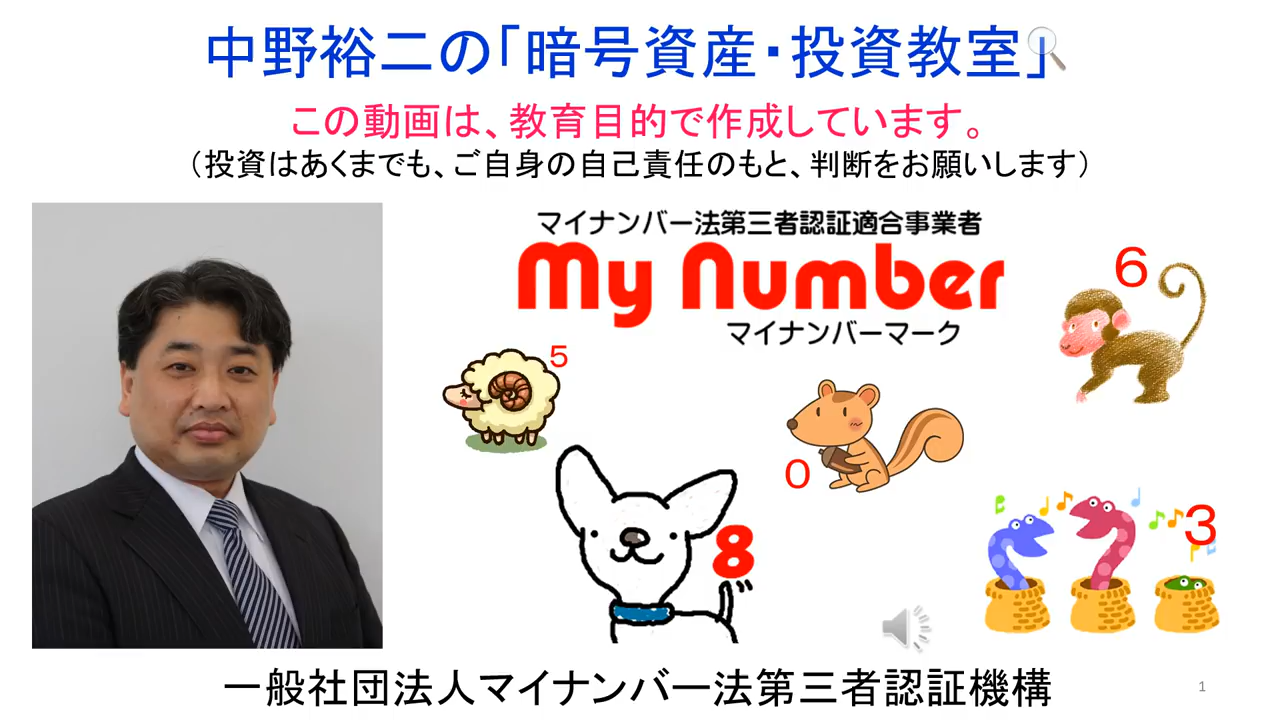 中野裕二の「暗号資産・投資教室」
この動画は、教育目的で作成しています。
（投資はあくまでも、ご自身の自己責任のもと、判断をお願いします）
マイナンバー法第三者認証適合事業者
My Number
マイナンバーマーク
6
5
0
8
3
一般社団法人マイナンバー法第三者認証機構
1